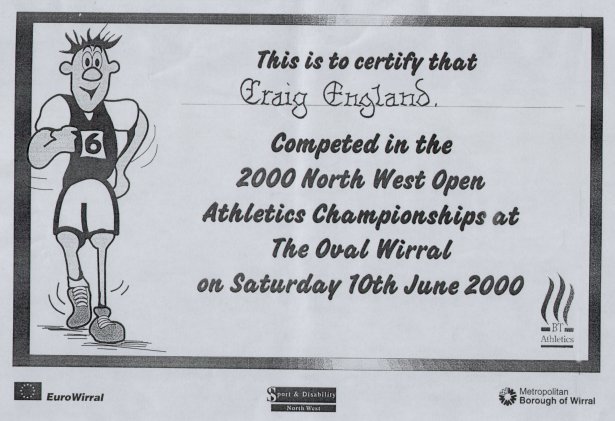 This is to certify that
Craig England.
Competed in the
2000 North West Open
Athletics Championships at
The Oval Wirral
on Saturday 10th June 2000
6
BT
Athletics
EuroWirral
Sport & Disability
North West
Metropolitan
Borough of Wirral